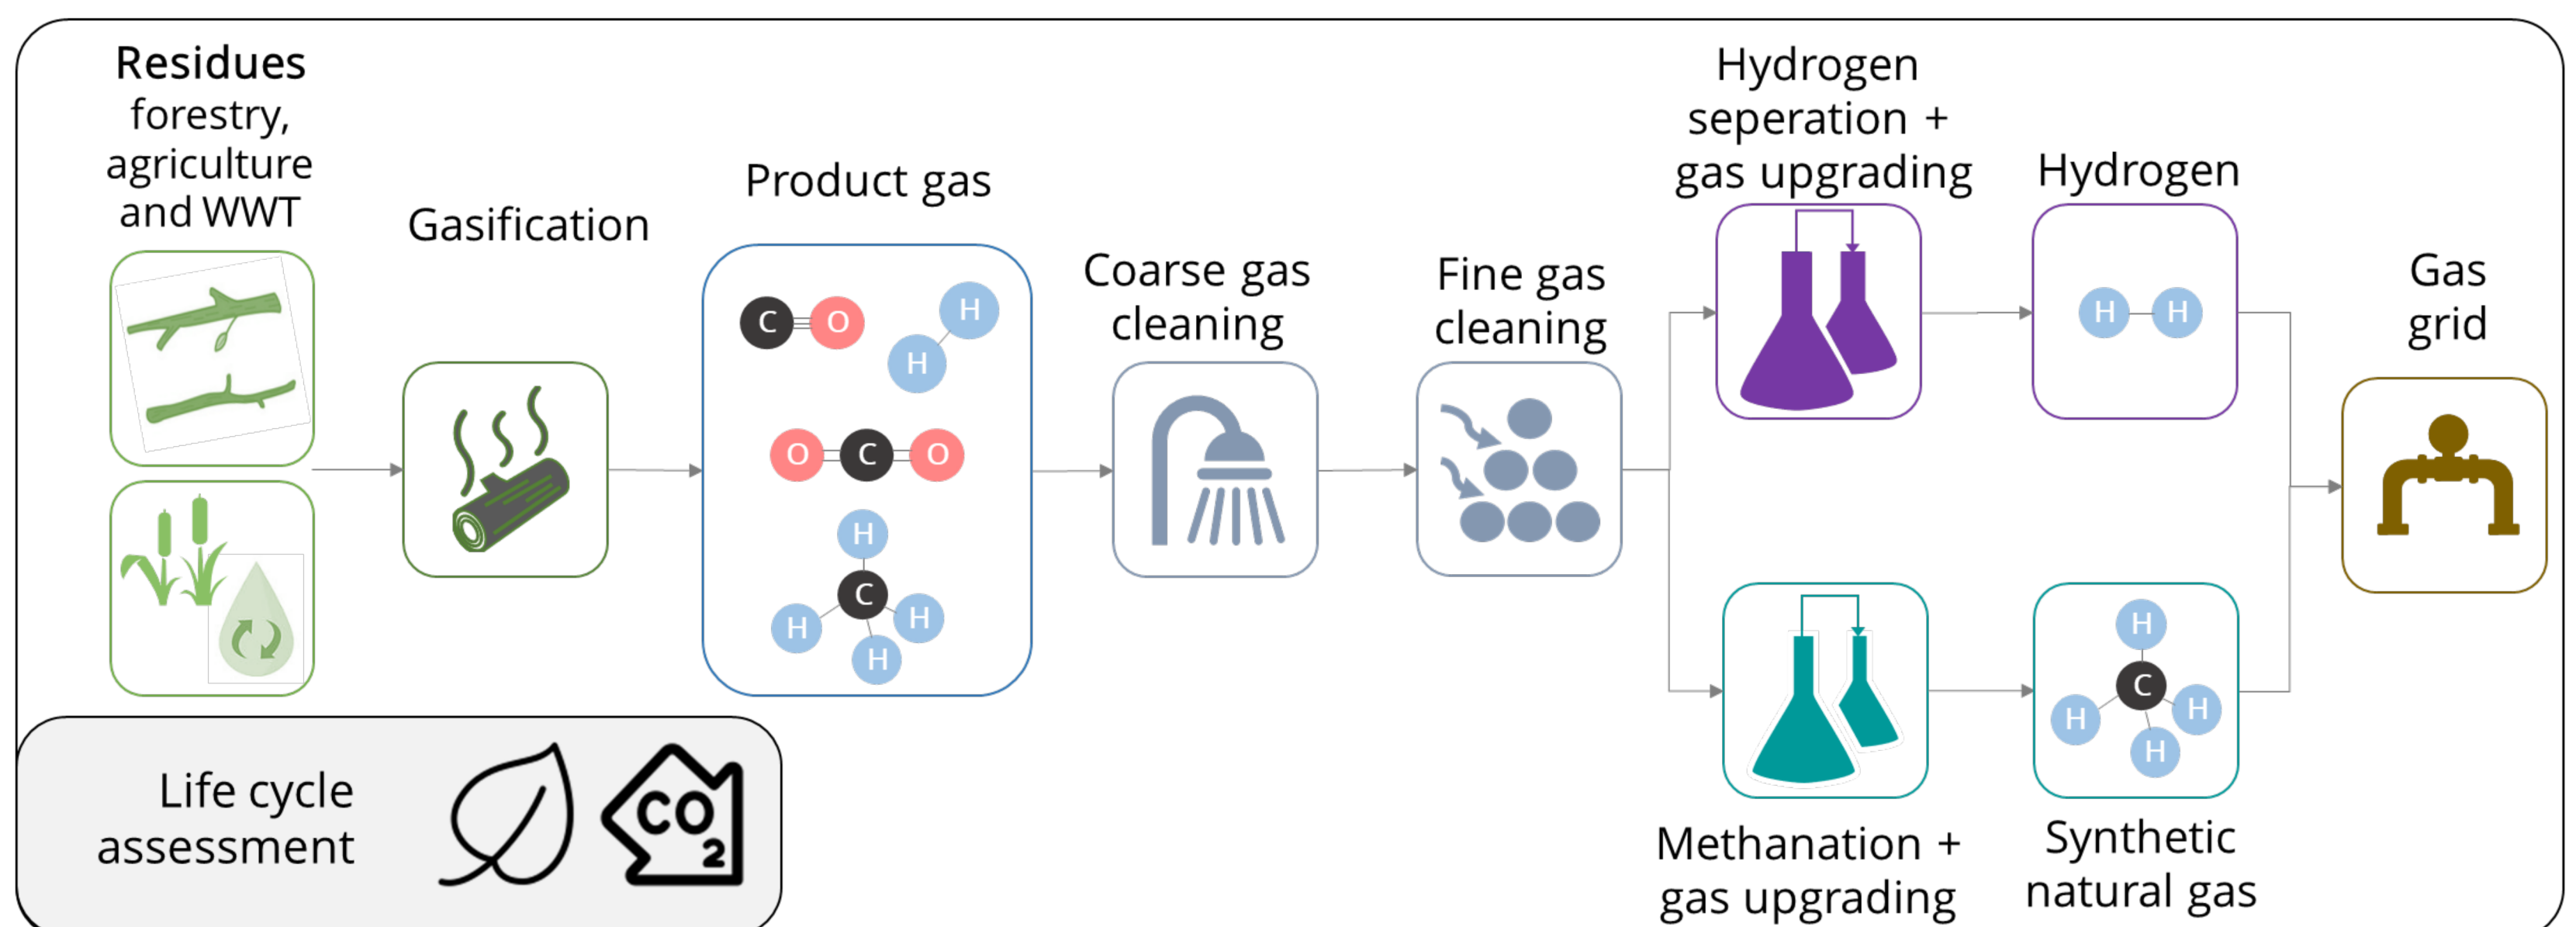 Residues
forestry,
agriculture
and WWT
Gasification
Product gas
C O
H
H
O C O
H
C
H
H
H
Coarse gas
cleaning
Fine gas
cleaning
Hydrogen
seperation +
gas upgrading
Hydrogen
H H
Methanation +
gas upgrading
Synthetic
natural gas
H
C
H
H
H
Gas
grid
Life cycle
assessment
CO
2